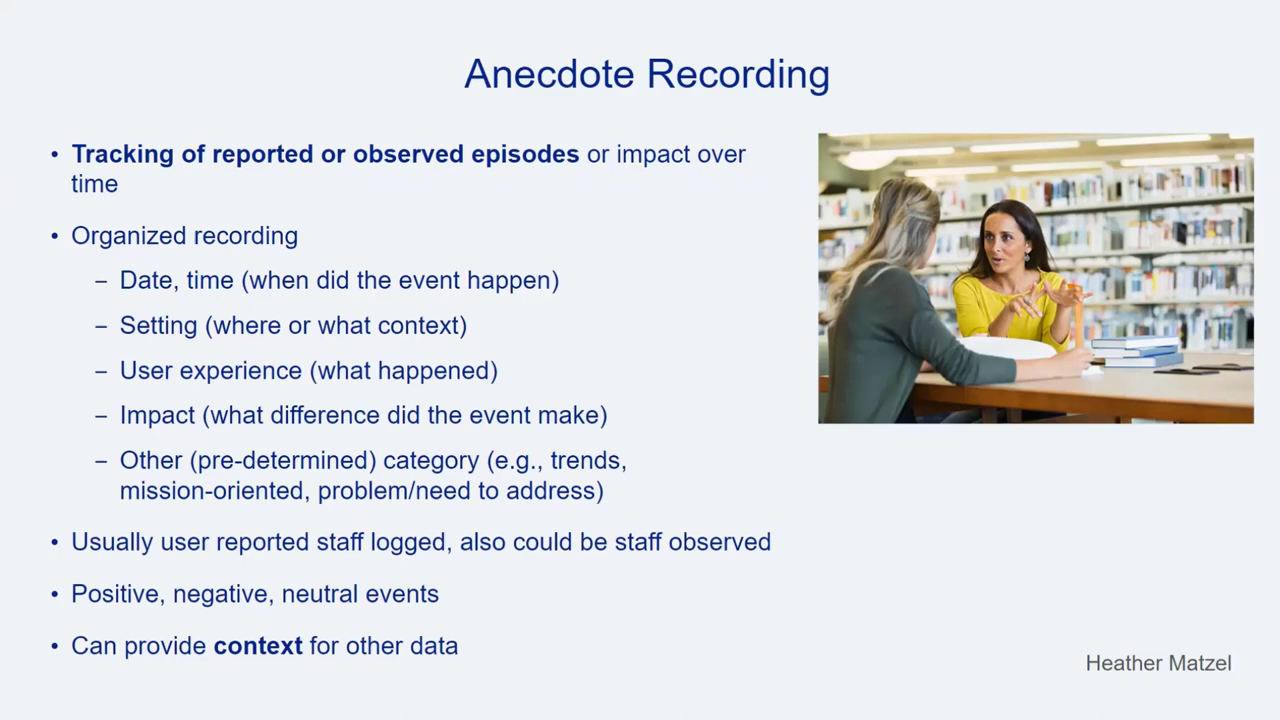 Anecdote Recording
• Tracking of reported or observed episodes or impact over
time
• Organized recording
– Date, time (when did the event happen)
– Setting (where or what context)
– User experience (what happened)
– Impact (what difference did the event make)
– Other (pre-determined) category (e.g., trends,
mission-oriented, problem/need to address)
• Usually user reported staff logged, also could be staff observed
• Positive, negative, neutral events
• Can provide context for other data
Heather Matzel